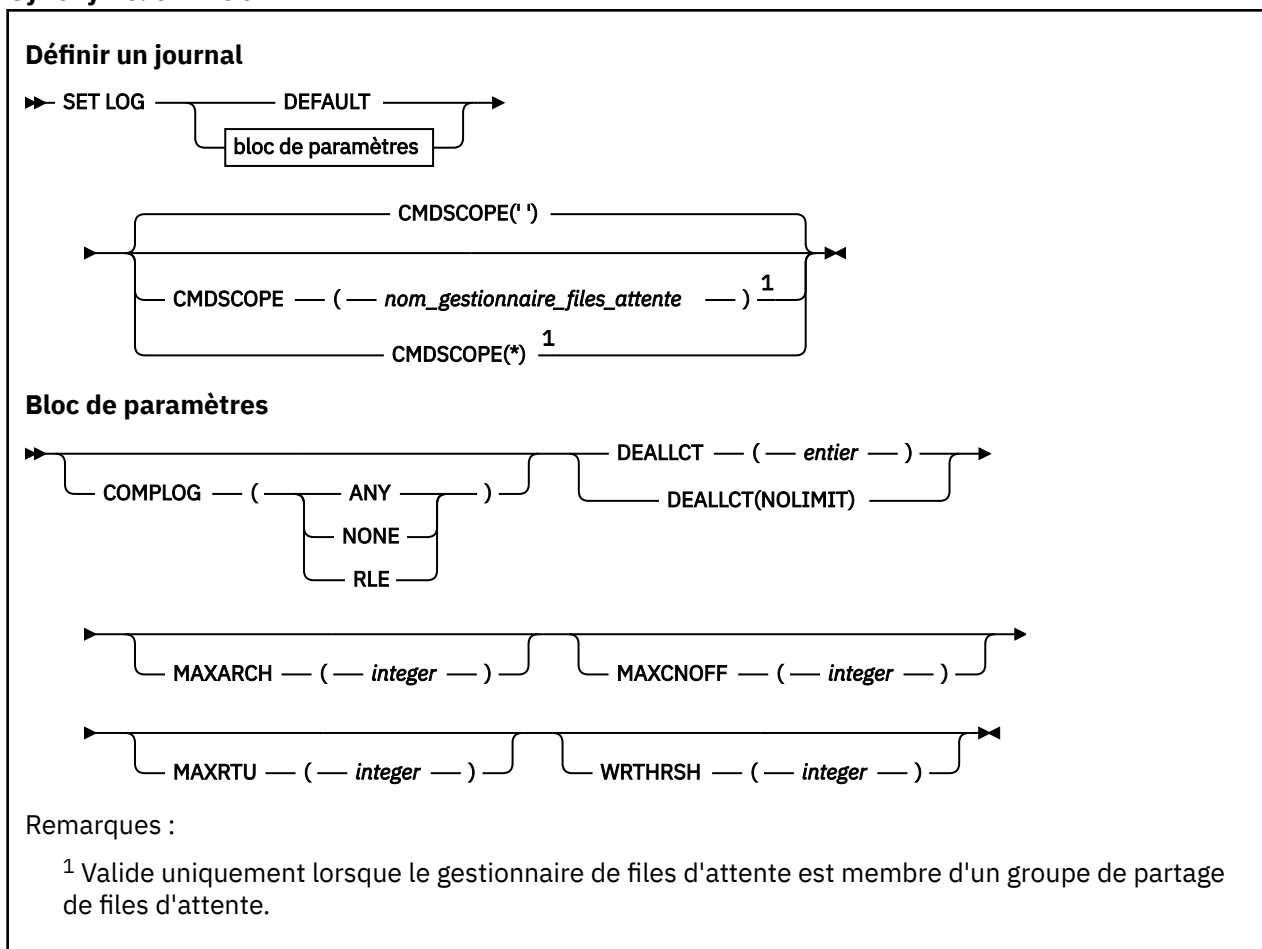 Définir un journal
SET LOG DEFAULT
bloc de paramètres
CMDSCOPE(' ')
CMDSCOPE ( nom_gestionnaire_files_attente ) 1
CMDSCOPE(*) 1
Bloc de paramètres
COMPLOG ( ANY ) DEALLCT ( entier )
NONE DEALLCT(NOLIMIT)
RLE
MAXARCH ( integer ) MAXCNOFF ( integer )
MAXRTU ( integer ) WRTHRSH ( integer )
Remarques :
1 Valide uniquement lorsque le gestionnaire de files d'attente est membre d'un groupe de partage
de files d'attente.